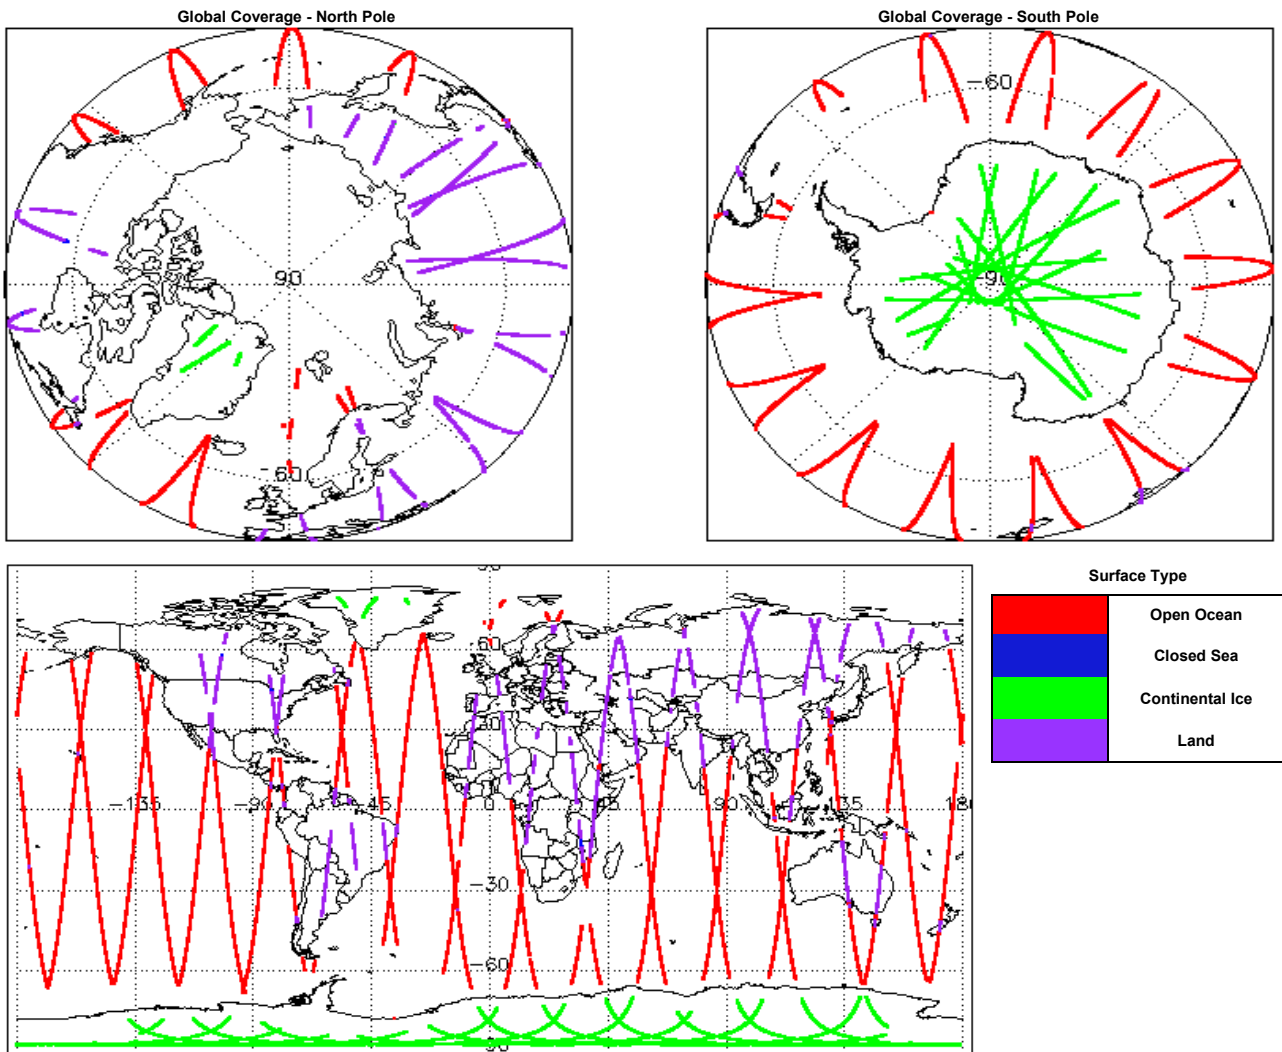 Global Coverage - North Pole
Global Coverage - South Pole
90
-60
-60
-90
Surface Type
Open Ocean
Closed Sea
Continental Ice
Land
60
30
-135
-90
-45
0
45
90
135
180
-30
-60